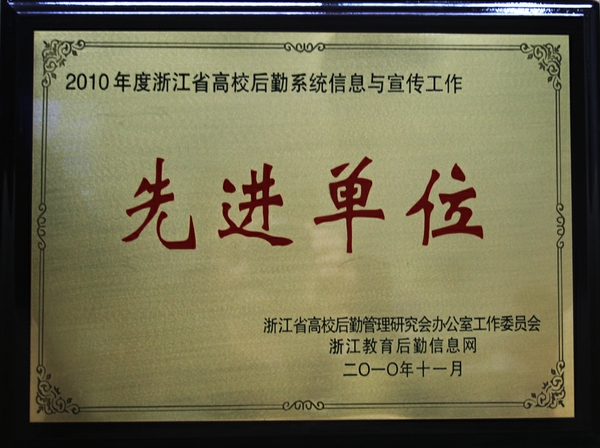 2010年度浙江省高校后勤系统信息与宣传工作
先进单位
浙江省高校后勤管理研究会办公室工作委员会
浙江教育后勤信息网
二〇一〇年十一月